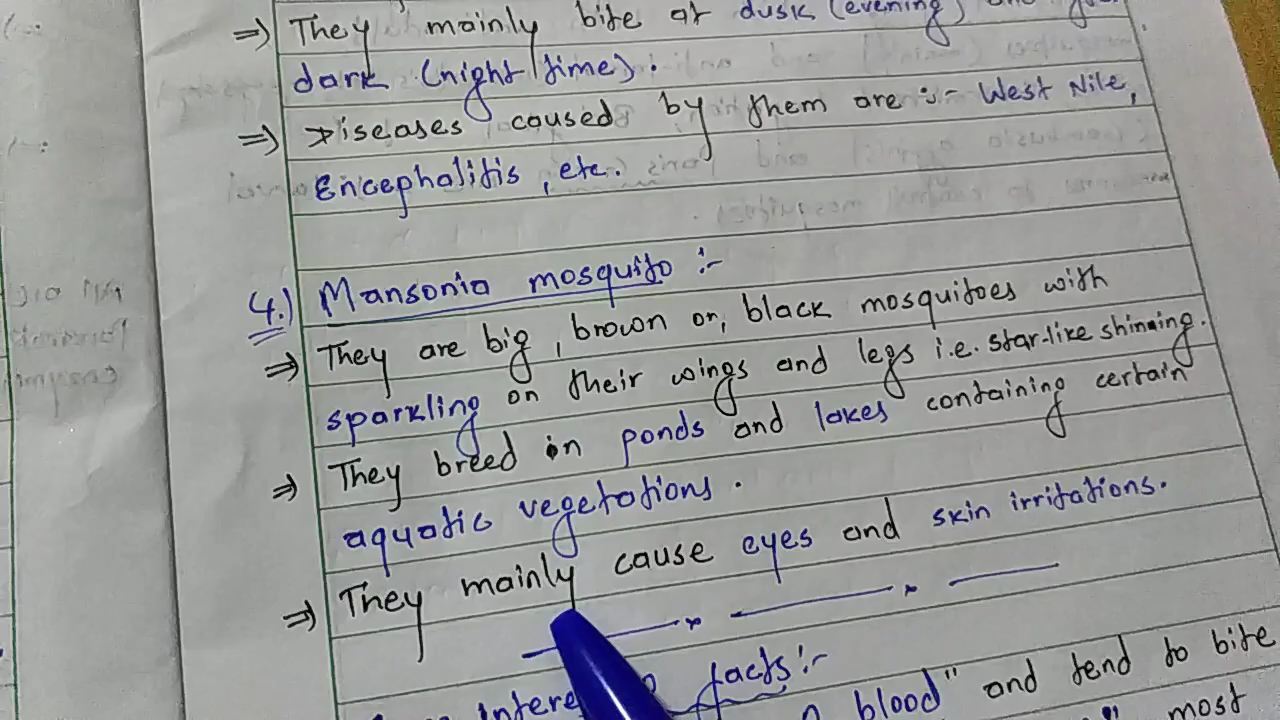 ⇒ They mainly bite at dusk (evening) and
dark (night time).
⇒ Diseases caused by them are :- West Nile,
Encephalitis, etc.
4.) Mansonia mosquito :-
⇒ They are big, brown or, black mosquitoes with
sparkling on their wings and legs i.e. star-like shinning.
⇒ They breed in ponds and lakes containing certain
aquatic vegetations.
⇒ They mainly cause eyes and skin irritations.
facts :-
blood" and tend to bite
most